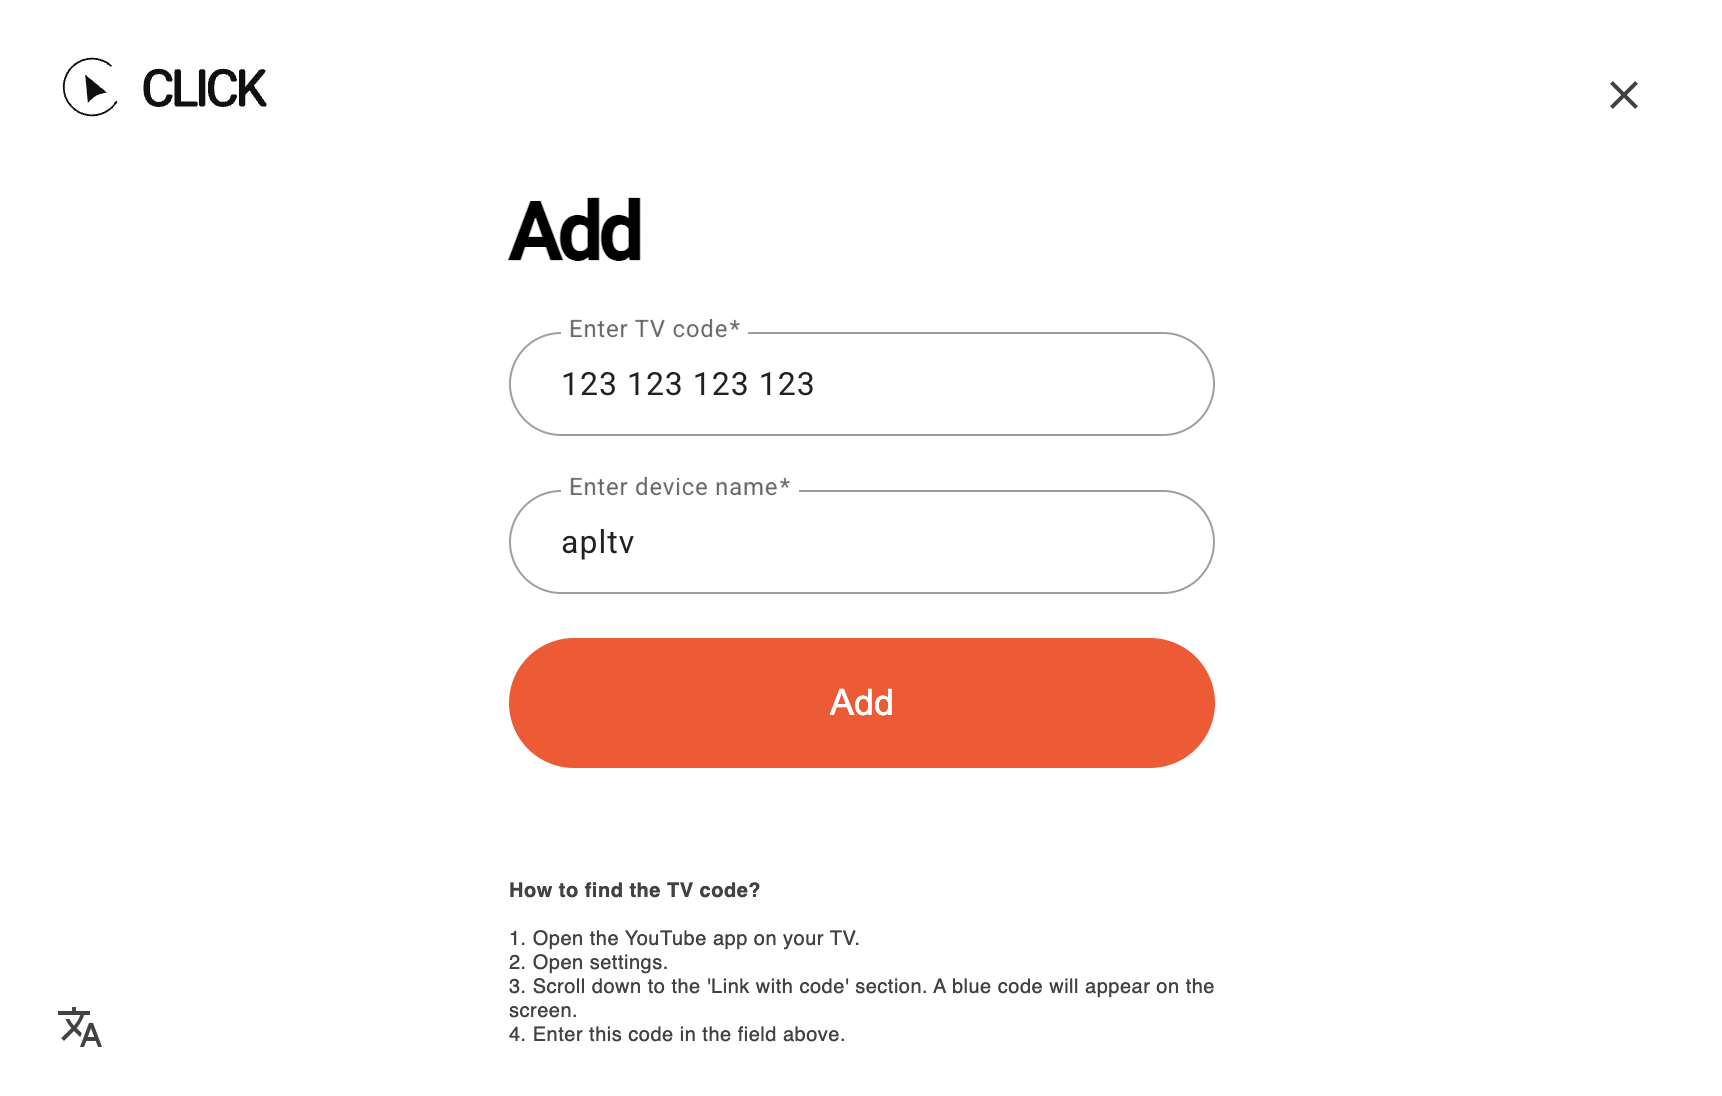 CLICK
Add
Enter TV code*
123 123 123 123
Enter device name*
apltv
Add
How to find the TV code?
1. Open the YouTube app on your TV.
2. Open settings.
3. Scroll down to the 'Link with code' section. A blue code will appear on the
screen.
4. Enter this code in the field above.